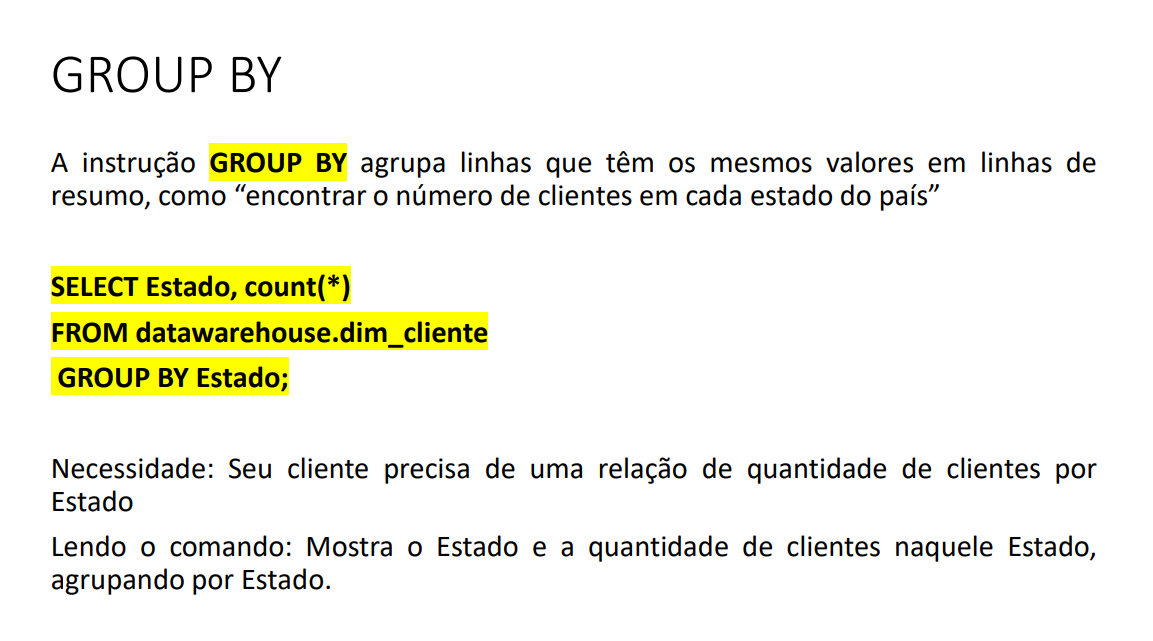 GROUP BY
A instrução GROUP BY agrupa linhas que têm os mesmos valores em linhas de
resumo, como “encontrar o número de clientes em cada estado do país”
SELECT Estado, count(*)
FROM datawarehouse.dim_cliente
GROUP BY Estado;
Necessidade: Seu cliente precisa de uma relação de quantidade de clientes por
Estado
Lendo o comando: Mostra o Estado e a quantidade de clientes naquele Estado,
agrupando por Estado.